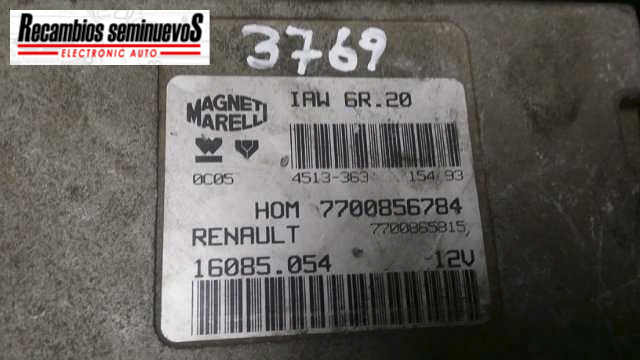 Recambios seminuevoS
ELECTRONIC AUTO
3769
MAGNETI
MARELLI
IAW 6R.20
0C05 4513-363 154/93
HOM 7700856784
RENAULT 7700865815
16085.054 12V